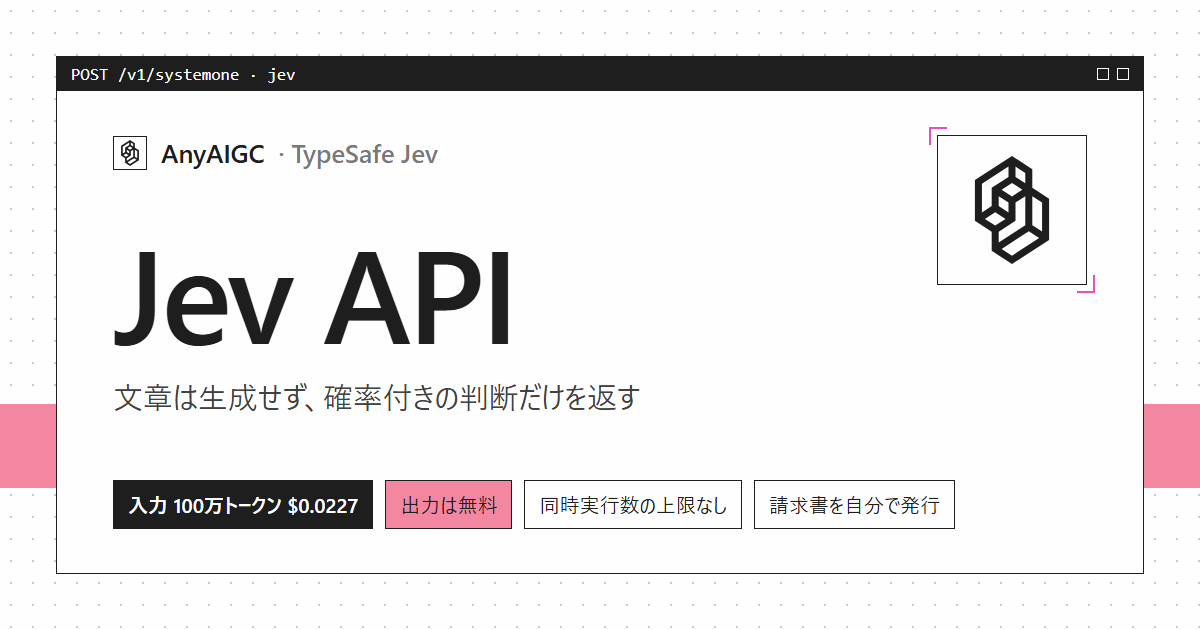 POST /v1/systemone · jev
AnyAIGC · TypeSafe Jev
Jev API
文章は生成せず、確率付きの判断だけを返す
入力 100万トークン $0.0227
出力は無料
同時実行数の上限なし
請求書を自分で発行